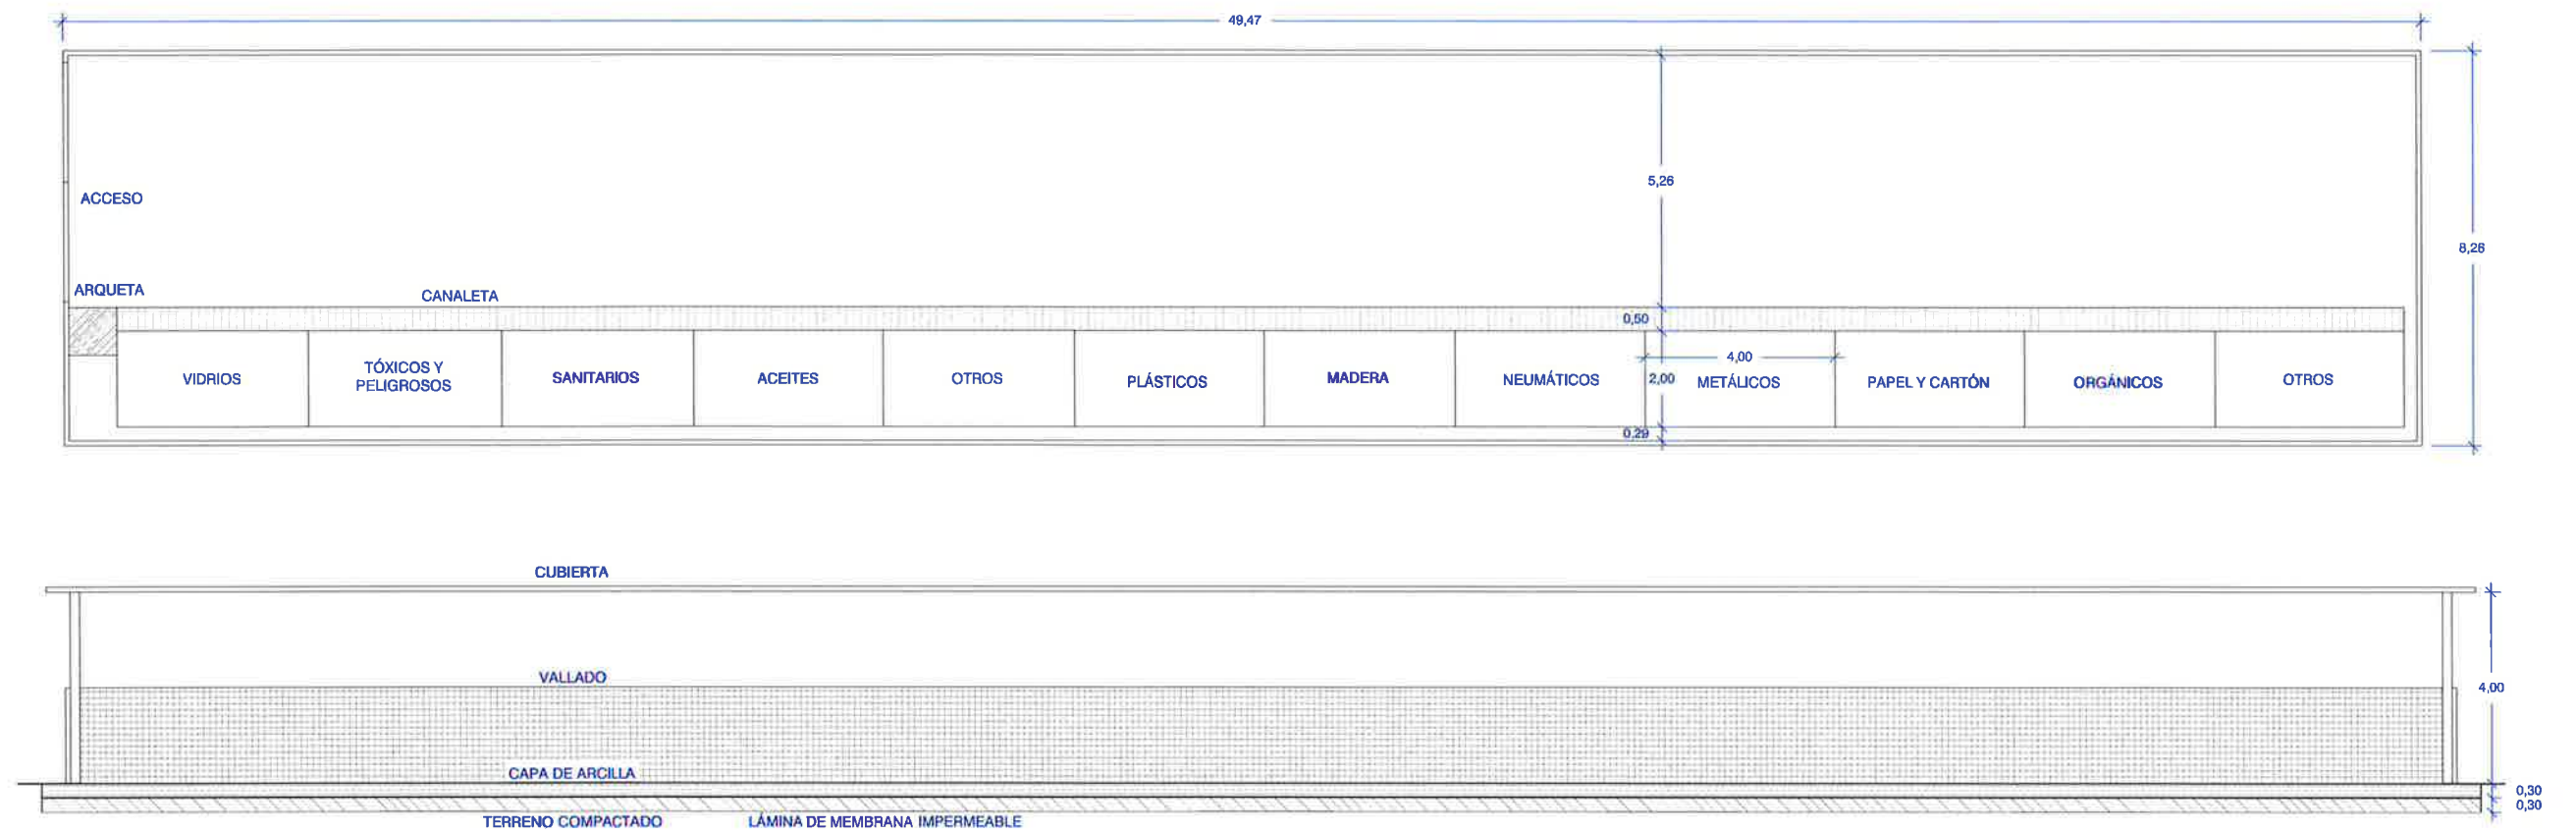 49,47
5,26
ACCESO
8,26
ARQUETA
CANALETA
0,50
4,00
VIDRIOS
TÓXICOS Y
PELIGROSOS
SANITARIOS
ACEITES
OTROS
PLÁSTICOS
MADERA
NEUMÁTICOS
2,00
METÁLICOS
PAPEL Y CARTÓN
ORGÁNICOS
OTROS
0,29
CUBIERTA
VALLADO
4,00
CAPA DE ARCILLA
0,30
0,30
TERRENO COMPACTADO
LÁMINA DE MEMBRANA IMPERMEABLE